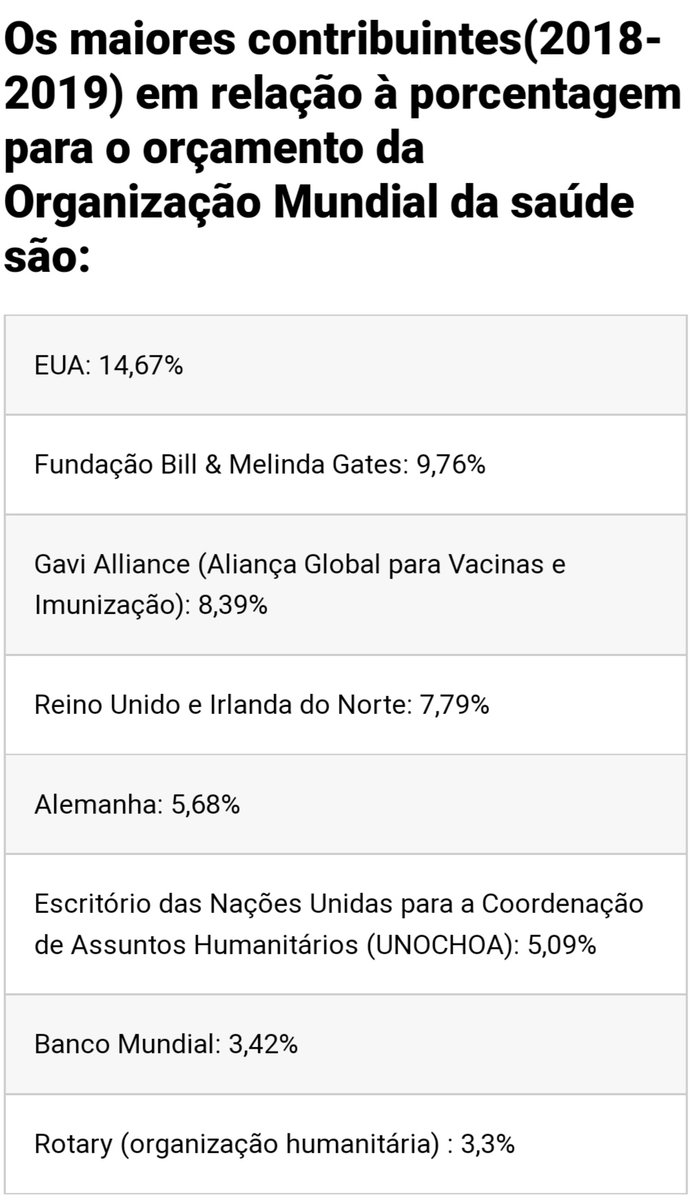 Os maiores contribuintes(2018-
2019) em relação à porcentagem
para o orçamento da
Organização Mundial da saúde
são:
EUA: 14,67%
Fundação Bill & Melinda Gates: 9,76%
Gavi Alliance (Aliança Global para Vacinas e
Imunização): 8,39%
Reino Unido e Irlanda do Norte: 7,79%
Alemanha: 5,68%
Escritório das Nações Unidas para a Coordenação
de Assuntos Humanitários (UNOCHOA): 5,09%
Banco Mundial: 3,42%
Rotary (organização humanitária) : 3,3%